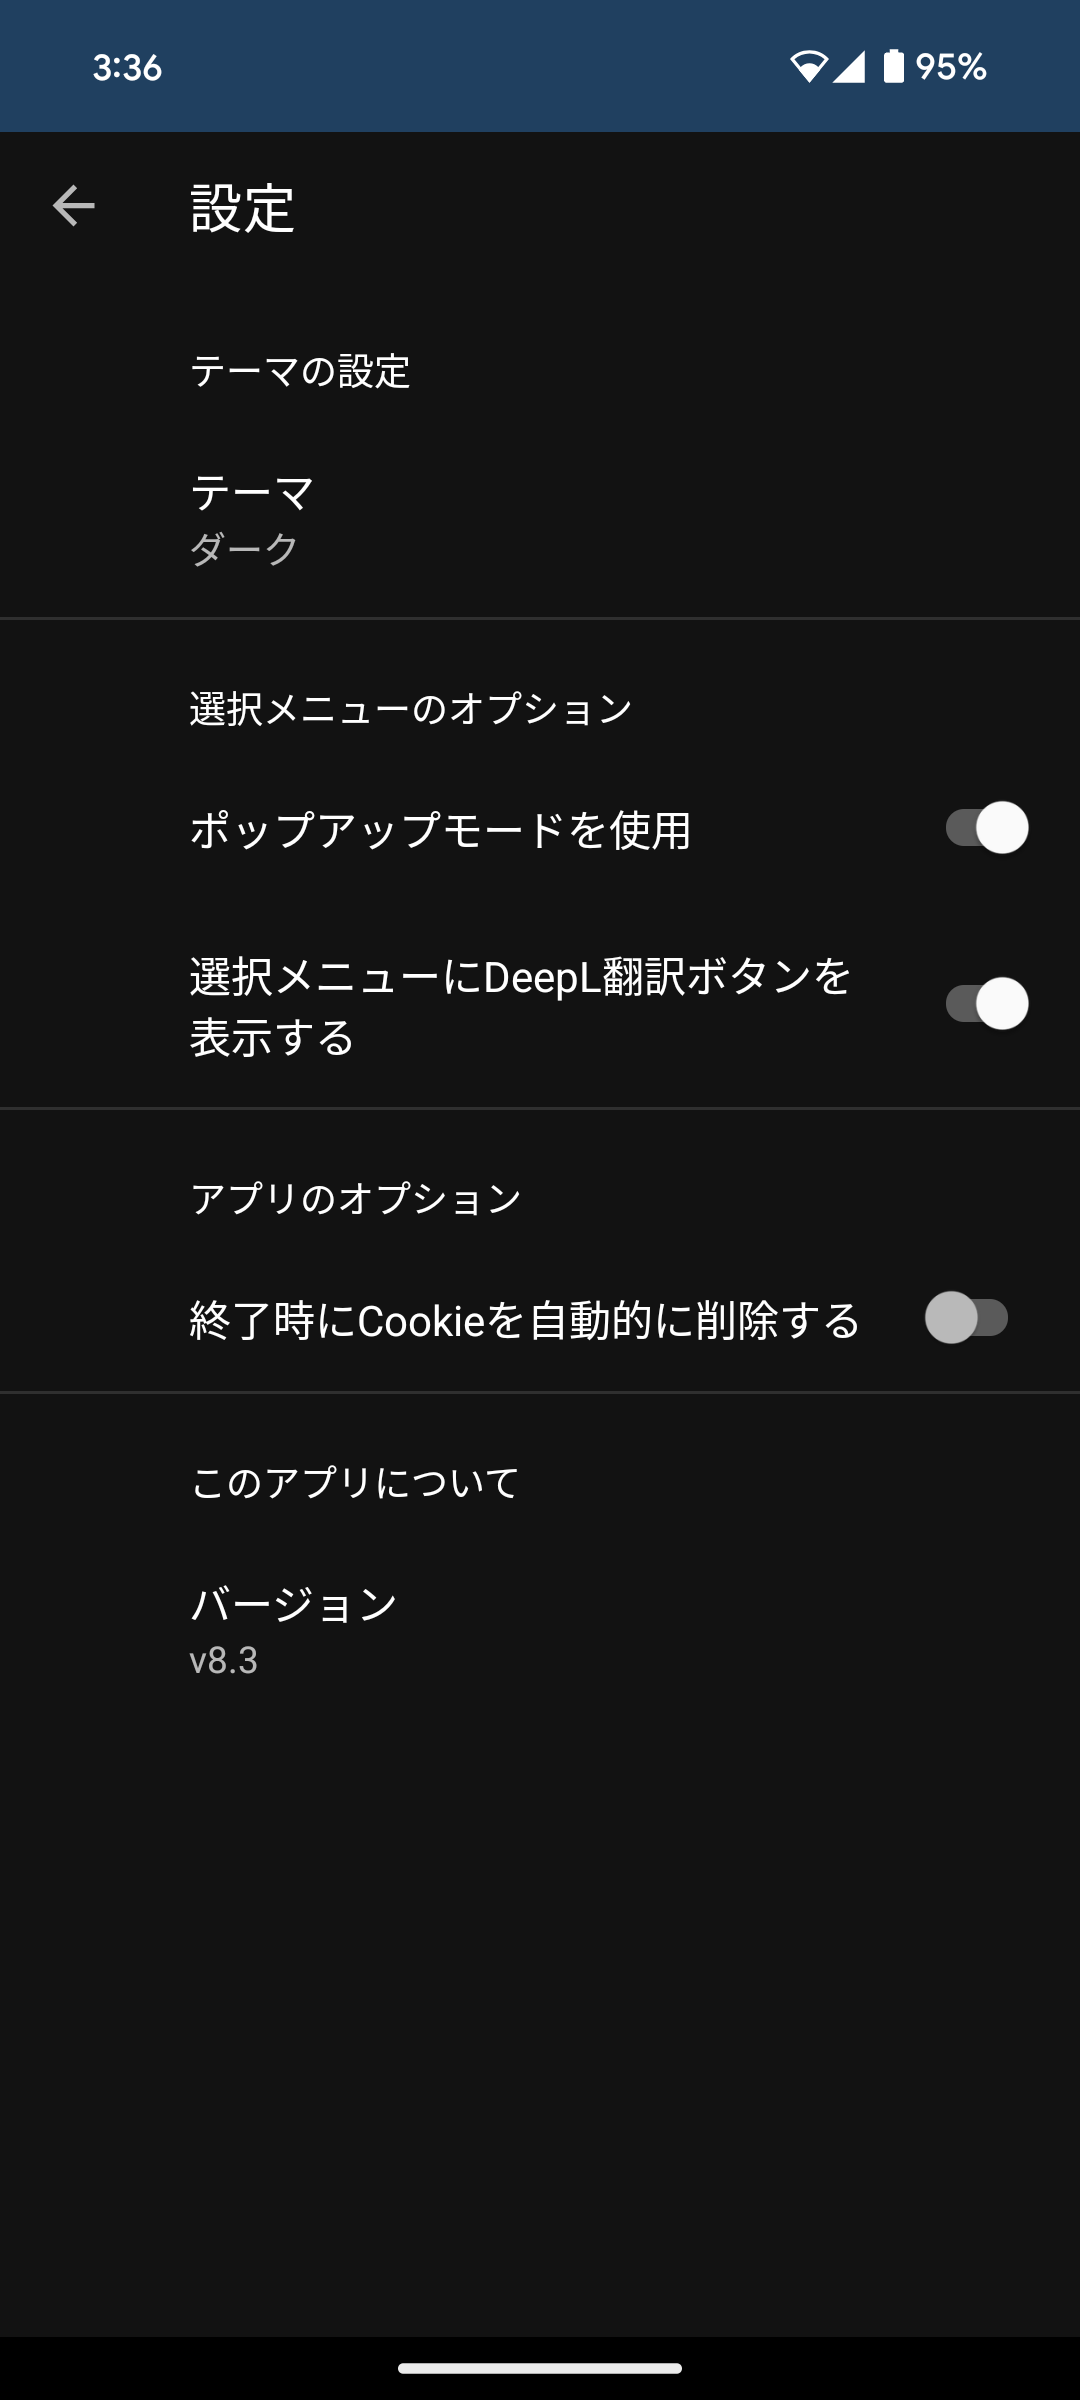 3:36
95%
設定
テーマの設定
テーマ
ダーク
選択メニューのオプション
ポップアップモードを使用
選択メニューにDeepL翻訳ボタンを
表示する
アプリのオプション
終了時にCookieを自動的に削除する
このアプリについて
バージョン
v8.3